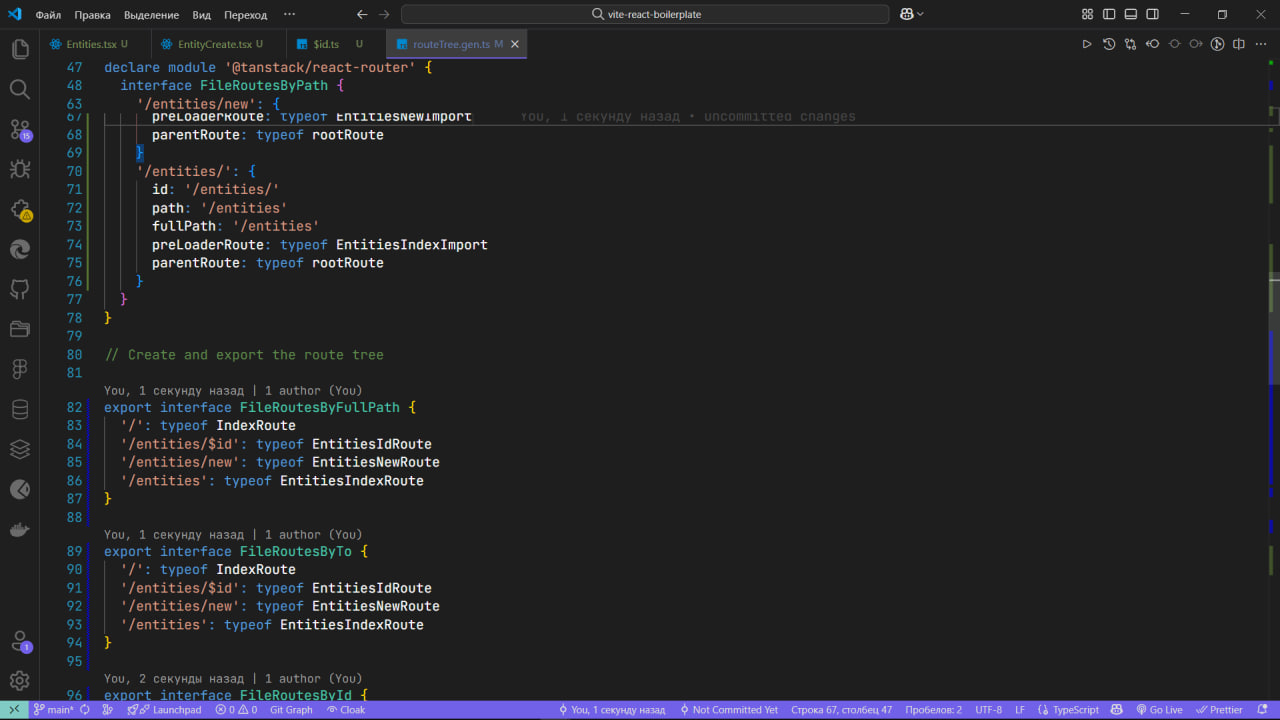 Файл Правка Выделение Вид Переход ··· vite-react-boilerplate
Entities.tsx U EntityCreate.tsx U $id.ts U routeTree.gen.ts M
47 declare module '@tanstack/react-router' {
48 interface FileRoutesByPath {
63 '/entities/new': {
67 preLoaderRoute: typeof EntitiesNewImport You, 1 секунду назад • uncommitted changes
68 parentRoute: typeof rootRoute
69 }
70 '/entities/': {
71 id: '/entities/'
72 path: '/entities'
73 fullPath: '/entities'
74 preLoaderRoute: typeof EntitiesIndexImport
75 parentRoute: typeof rootRoute
76 }
77 }
78 }
79
80 // Create and export the route tree
81
You, 1 секунду назад | 1 author (You)
82 export interface FileRoutesByFullPath {
83 '/': typeof IndexRoute
84 '/entities/$id': typeof EntitiesIdRoute
85 '/entities/new': typeof EntitiesNewRoute
86 '/entities': typeof EntitiesIndexRoute
87 }
88
You, 1 секунду назад | 1 author (You)
89 export interface FileRoutesByTo {
90 '/': typeof IndexRoute
91 '/entities/$id': typeof EntitiesIdRoute
92 '/entities/new': typeof EntitiesNewRoute
93 '/entities': typeof EntitiesIndexRoute
94 }
95
You, 2 секунды назад | 1 author (You)
96 export interface FileRoutesById {
15
1
main* Launchpad 0 0 Git Graph Cloak You, 1 секунду назад Not Committed Yet Строка 67, столбец 47 Пробелов: 2 UTF-8 LF TypeScript Go Live Prettier